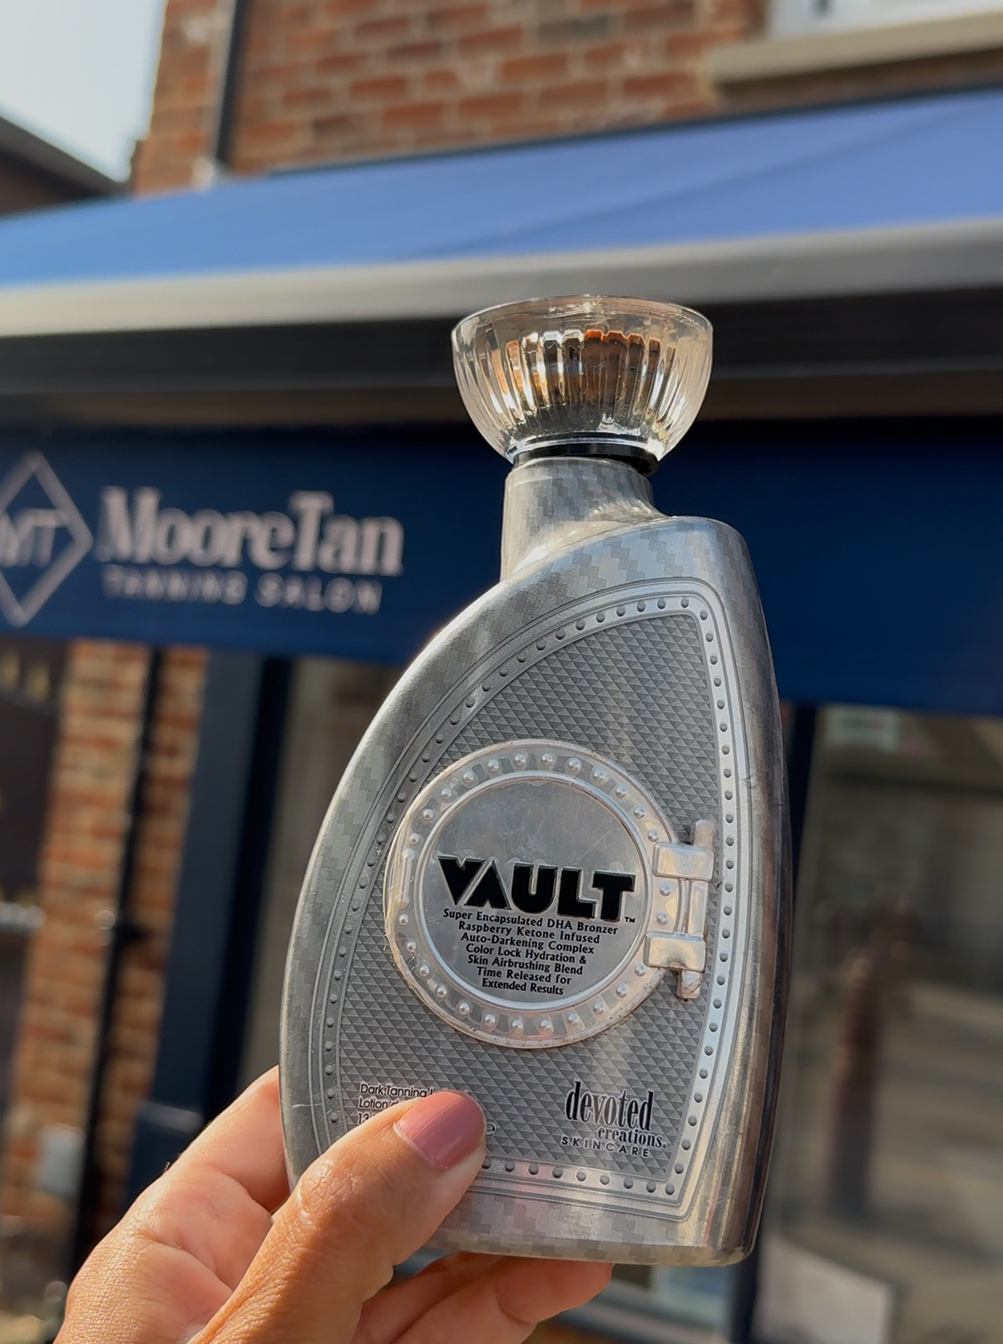 MT
MooreTan
TANNING SALON
VAULT™
Super Encapsulated DHA Bronzer
Raspberry Ketone Infused
Auto-Darkening Complex
Color Lock Hydration &
Skin Airbrushing Blend
Time Released for
Extended Results
Dark Tanning
Lotion
devoted
creations
SKINCARE